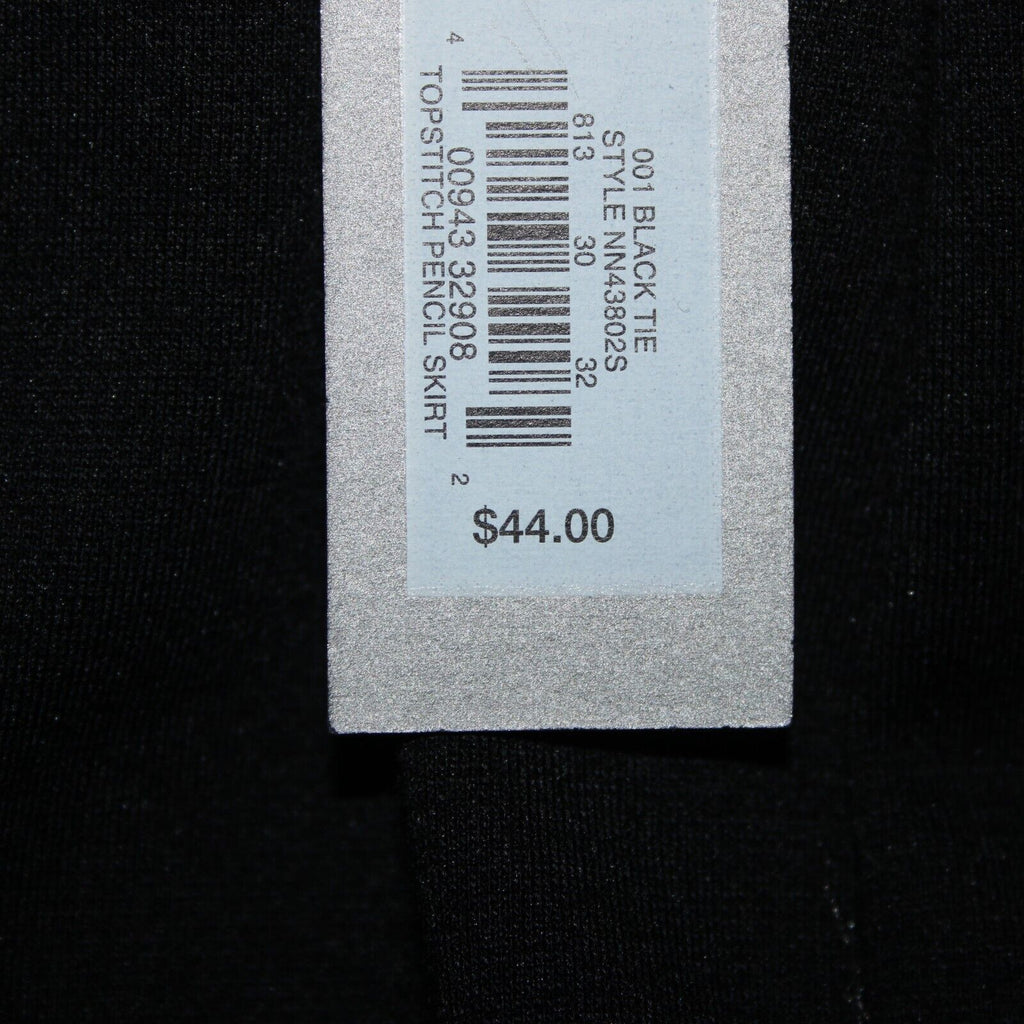 001 BLACK TIE
STYLE NN43802S
813 30 32
4 00943 32908 2
TOPSTITCH PENCIL SKIRT
$44.00